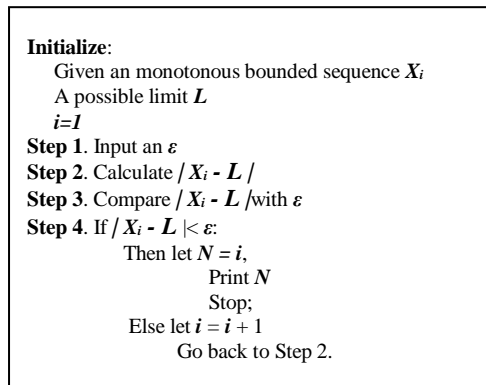 Initialize:
Given an monotonous bounded sequence Xi
A possible limit L
i=1
Step 1. Input an ε
Step 2. Calculate | Xi - L |
Step 3. Compare | Xi - L |with ε
Step 4. If | Xi - L |< ε:
Then let N = i,
Print N
Stop;
Else let i = i + 1
Go back to Step 2.